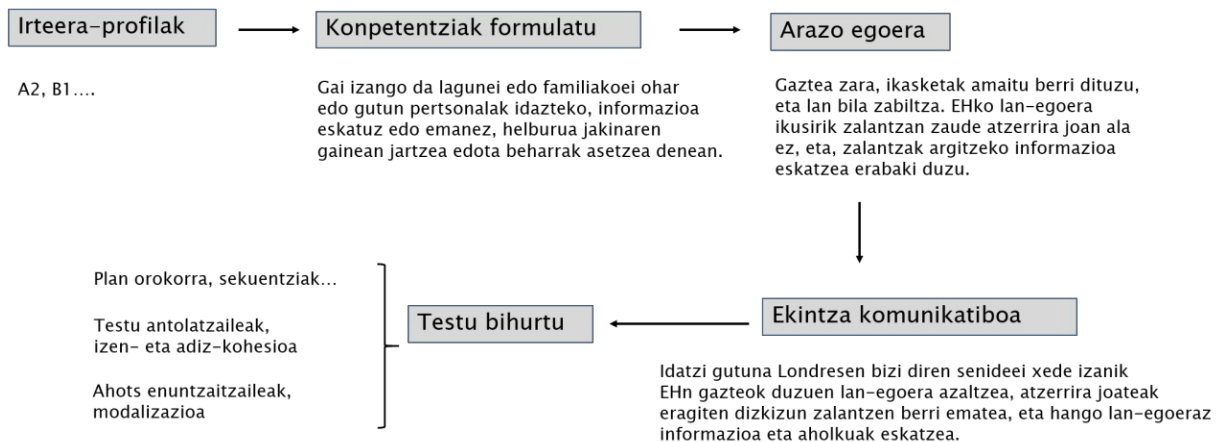 Irteera-profilak
Konpetentziak formulatu
Arazo egoera
A2, B1….
Gai izango da lagunei edo familiakoei ohar
edo gutun pertsonalak idazteko, informazioa
eskatuz edo emanez, helburua jakinaren
gainean jartzea edota beharrak asetzea denean.
Gaztea zara, ikasketak amaitu berri dituzu,
eta lan bila zabiltza. EHko lan-egoera
ikusirik zalantzan zaude atzerrira joan ala
ez, eta, zalantzak argitzeko informazioa
eskatzea erabaki duzu.
Ekintza komunikatiboa
Idatzi gutuna Londresen bizi diren senideei xede izanik
EHn gazteok duzuen lan-egoera azaltzea, atzerrira joateak
eragiten dizkizun zalantzen berri ematea, eta hango lan-egoeraz
informazioa eta aholkuak eskatzea.
Testu bihurtu
Plan orokorra, sekuentziak…
Testu antolatzaileak,
izen- eta adiz-kohesioa
Ahots enuntzaitzaileak,
modalizazioa